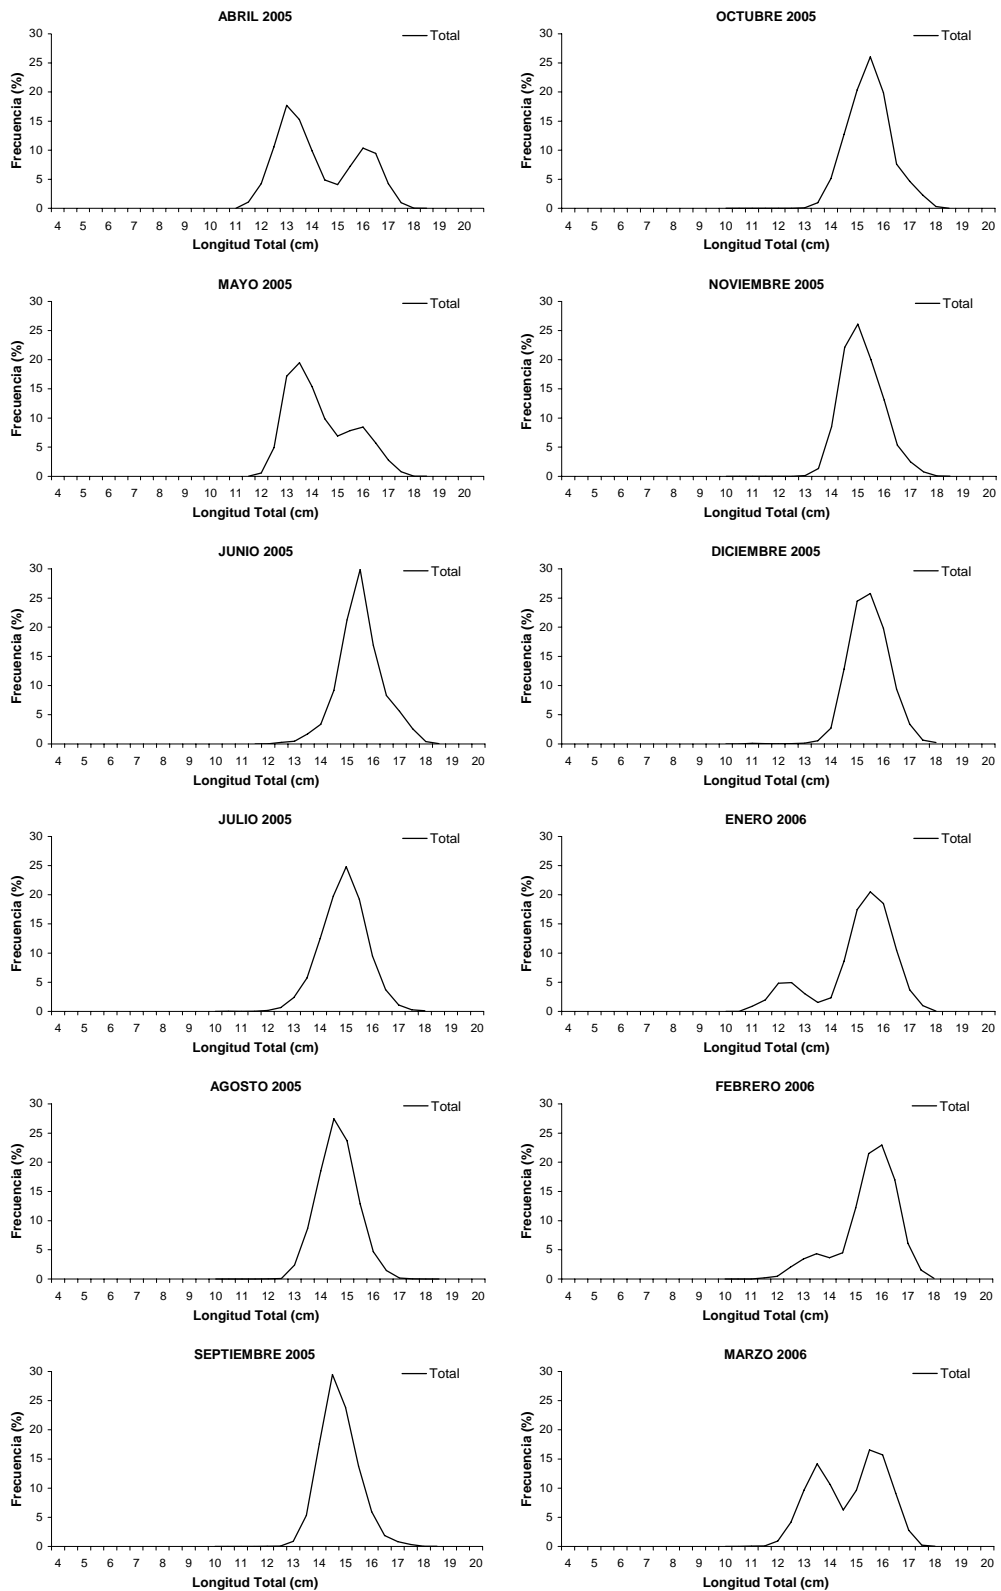 ABRIL 2005
Total
Frecuencia (%)
30
25
20
15
10
5
0
4 5 6 7 8 9 10 11 12 13 14 15 16 17 18 19 20
Longitud Total (cm)
MAYO 2005
Total
Frecuencia (%)
30
25
20
15
10
5
0
4 5 6 7 8 9 10 11 12 13 14 15 16 17 18 19 20
Longitud Total (cm)
JUNIO 2005
Total
Frecuencia (%)
30
25
20
15
10
5
0
4 5 6 7 8 9 10 11 12 13 14 15 16 17 18 19 20
Longitud Total (cm)
JULIO 2005
Total
Frecuencia (%)
30
25
20
15
10
5
0
4 5 6 7 8 9 10 11 12 13 14 15 16 17 18 19 20
Longitud Total (cm)
AGOSTO 2005
Total
Frecuencia (%)
30
25
20
15
10
5
0
4 5 6 7 8 9 10 11 12 13 14 15 16 17 18 19 20
Longitud Total (cm)
SEPTIEMBRE 2005
Total
Frecuencia (%)
30
25
20
15
10
5
0
4 5 6 7 8 9 10 11 12 13 14 15 16 17 18 19 20
Longitud Total (cm)
OCTUBRE 2005
Total
Frecuencia (%)
30
25
20
15
10
5
0
4 5 6 7 8 9 10 11 12 13 14 15 16 17 18 19 20
Longitud Total (cm)
NOVIEMBRE 2005
Total
Frecuencia (%)
30
25
20
15
10
5
0
4 5 6 7 8 9 10 11 12 13 14 15 16 17 18 19 20
Longitud Total (cm)
DICIEMBRE 2005
Total
Frecuencia (%)
30
25
20
15
10
5
0
4 5 6 7 8 9 10 11 12 13 14 15 16 17 18 19 20
Longitud Total (cm)
ENERO 2006
Total
Frecuencia (%)
30
25
20
15
10
5
0
4 5 6 7 8 9 10 11 12 13 14 15 16 17 18 19 20
Longitud Total (cm)
FEBRERO 2006
Total
Frecuencia (%)
30
25
20
15
10
5
0
4 5 6 7 8 9 10 11 12 13 14 15 16 17 18 19 20
Longitud Total (cm)
MARZO 2006
Total
Frecuencia (%)
30
25
20
15
10
5
0
4 5 6 7 8 9 10 11 12 13 14 15 16 17 18 19 20
Longitud Total (cm)